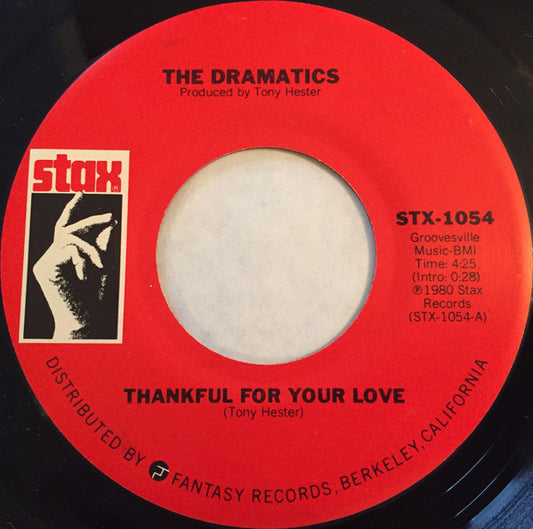 THE DRAMATICS
Produced by Tony Hester
stax
STX-1054
Groovesville
Music-BMI
Time: 4:25
(Intro: 0:28)
℗1980 Stax
Records
(STX-1054-A)
THANKFUL FOR YOUR LOVE
(Tony Hester)
DISTRIBUTED BY FANTASY RECORDS, BERKELEY, CALIFORNIA